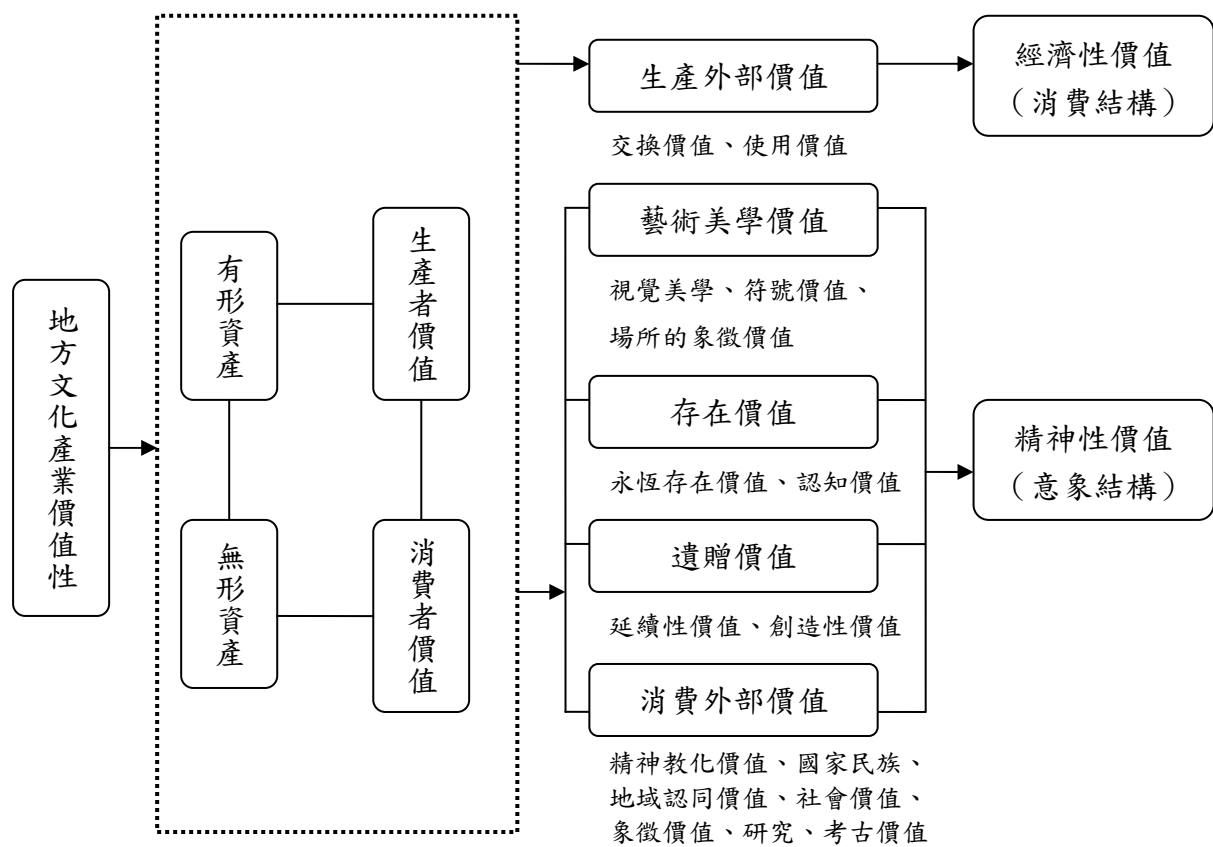 地方文化產業價值性
有形資產
生產者價值
無形資產
消費者價值
生產外部價值
交換價值、使用價值
經濟性價值
（消費結構）
藝術美學價值
視覺美學、符號價值、
場所的象徵價值
存在價值
永恆存在價值、認知價值
遺贈價值
延續性價值、創造性價值
消費外部價值
精神教化價值、國家民族、
地域認同價值、社會價值、
象徵價值、研究、考古價值
精神性價值
（意象結構）